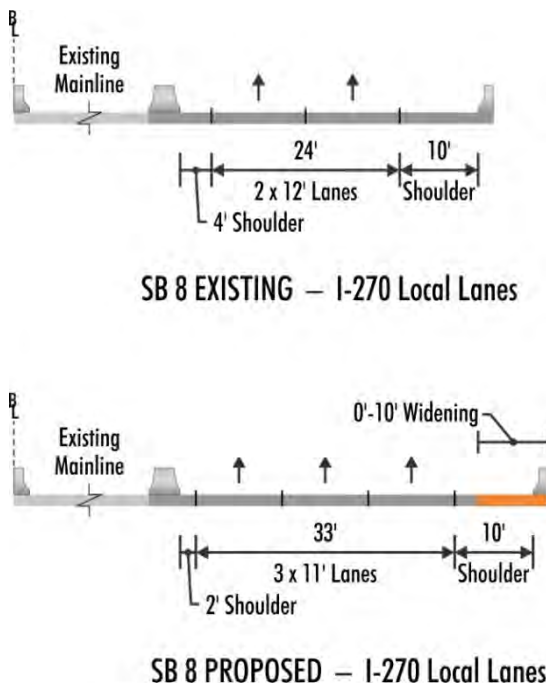 B
L
Existing
Mainline
24'
10'
2 x 12' Lanes
Shoulder
4' Shoulder
SB 8 EXISTING – I-270 Local Lanes
B
L
0'-10' Widening
Existing
Mainline
33'
10'
3 x 11' Lanes
Shoulder
2' Shoulder
SB 8 PROPOSED – I-270 Local Lanes